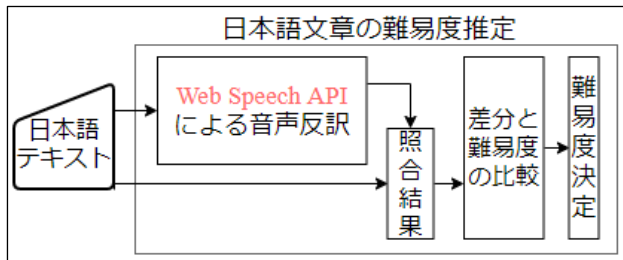 日本語文章の難易度推定
日本語
テキスト
Web Speech API
による音声反訳
照合結果
差分と
難易度
の比較
難易度決定